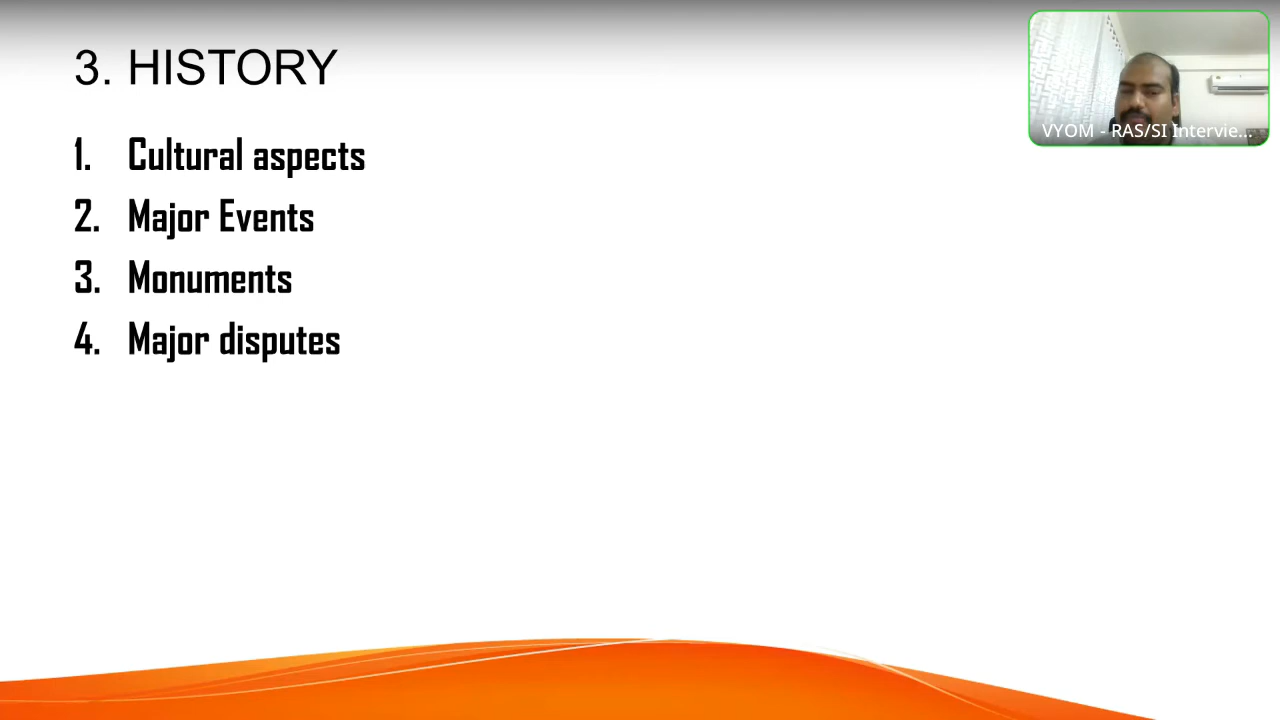 3. HISTORY
VYOM - RAS/SI Intervie...
1. Cultural aspects
2. Major Events
3. Monuments
4. Major disputes